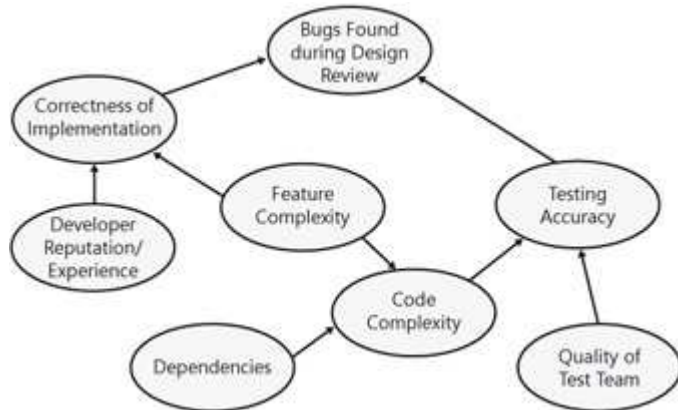 Bugs Found
during Design
Review
Correctness of
Implementation
Feature
Complexity
Testing
Accuracy
Developer
Reputation/
Experience
Code
Complexity
Dependencies
Quality of
Test Team